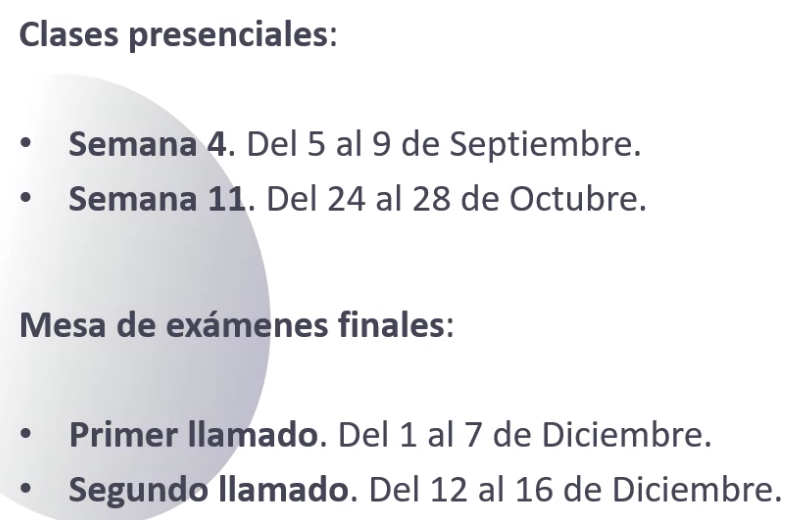 Clases presenciales:
• Semana 4. Del 5 al 9 de Septiembre.
• Semana 11. Del 24 al 28 de Octubre.
Mesa de exámenes finales:
• Primer llamado. Del 1 al 7 de Diciembre.
• Segundo llamado. Del 12 al 16 de Diciembre.